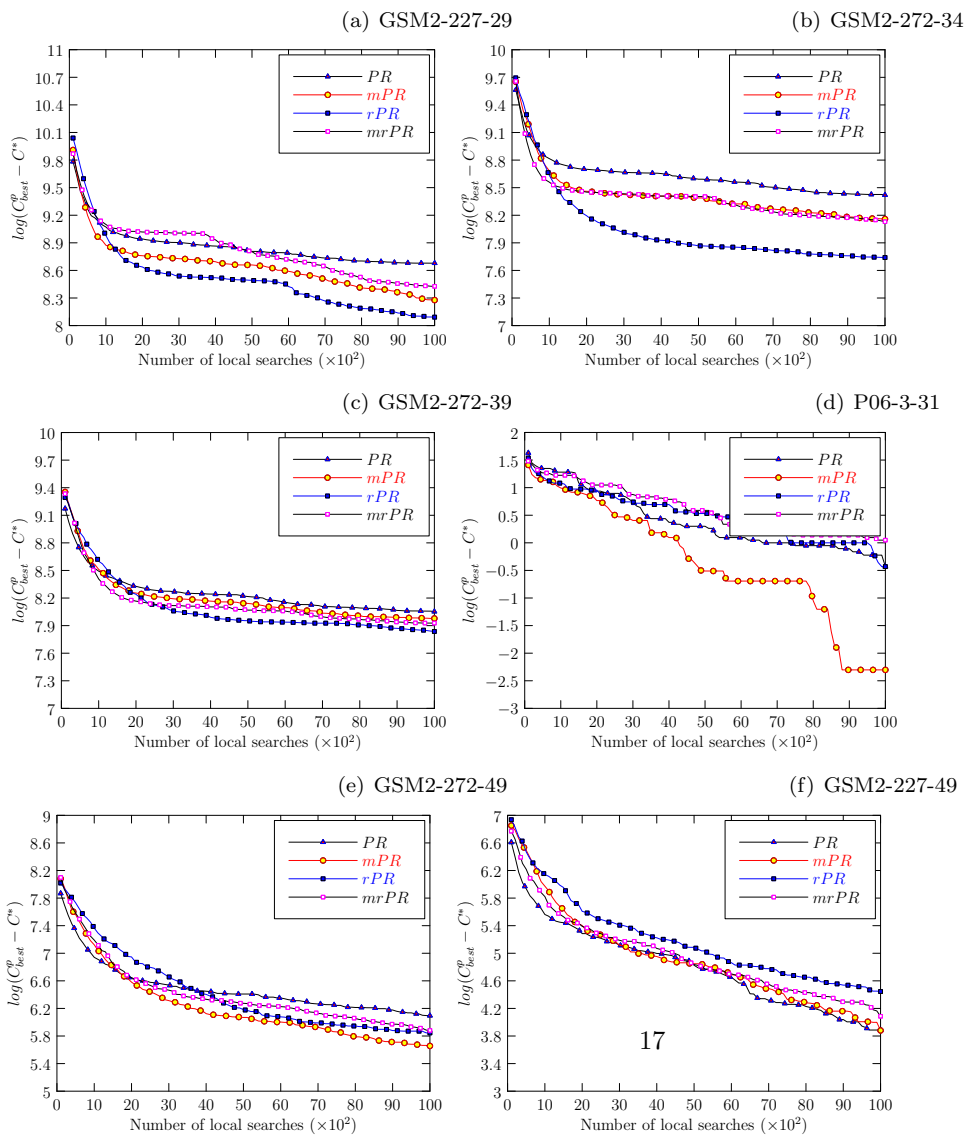 (a) GSM2-227-29
11
10.7
10.4
10.1
9.8
9.5
9.2
8.9
8.6
8.3
8
0 10 20 30 40 50 60 70 80 90 100
log(C^p_best − C*)
Number of local searches (×10²)
PR
mPR
rPR
mrPR
(b) GSM2-272-34
10
9.7
9.4
9.1
8.8
8.5
8.2
7.9
7.6
7.3
7
0 10 20 30 40 50 60 70 80 90 100
log(C^p_best − C*)
Number of local searches (×10²)
PR
mPR
rPR
mrPR
(c) GSM2-272-39
10
9.7
9.4
9.1
8.8
8.5
8.2
7.9
7.6
7.3
7
0 10 20 30 40 50 60 70 80 90 100
log(C^p_best − C*)
Number of local searches (×10²)
PR
mPR
rPR
mrPR
(d) P06-3-31
2
1.5
1
0.5
0
−0.5
−1
−1.5
−2
−2.5
−3
0 10 20 30 40 50 60 70 80 90 100
log(C^p_best − C*)
Number of local searches (×10²)
PR
mPR
rPR
mrPR
(e) GSM2-272-49
9
8.6
8.2
7.8
7.4
7
6.6
6.2
5.8
5.4
5
0 10 20 30 40 50 60 70 80 90 100
log(C^p_best − C*)
Number of local searches (×10²)
PR
mPR
rPR
mrPR
(f) GSM2-227-49
7
6.6
6.2
5.8
5.4
5
4.6
4.2
3.8
3.4
3
0 10 20 30 40 50 60 70 80 90 100
log(C^p_best − C*)
Number of local searches (×10²)
PR
mPR
rPR
mrPR
17